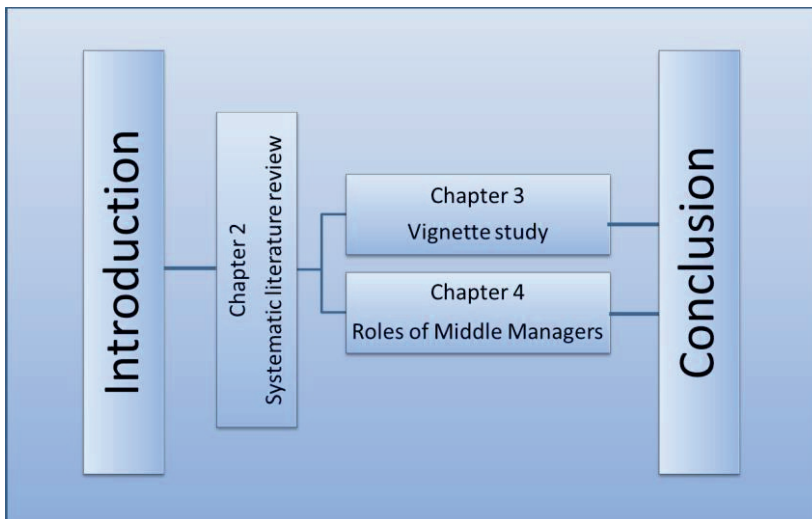 Introduction
Chapter 2
Systematic literature review
Chapter 3
Vignette study
Chapter 4
Roles of Middle Managers
Conclusion